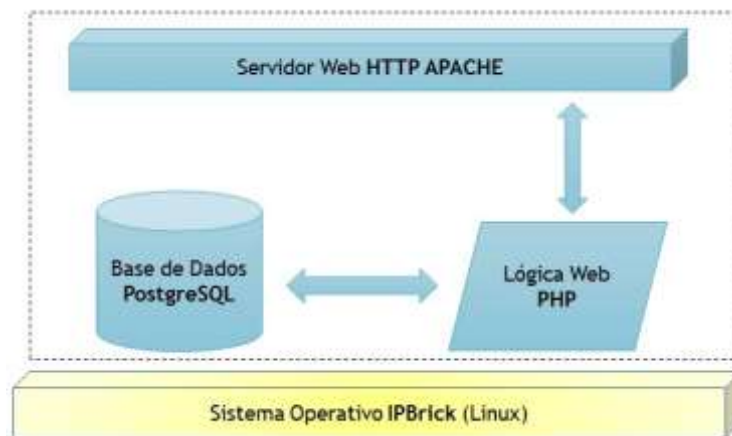 Servidor Web HTTP APACHE
Base de Dados
PostgreSQL
Lógica Web
PHP
Sistema Operativo IPBrick (Linux)